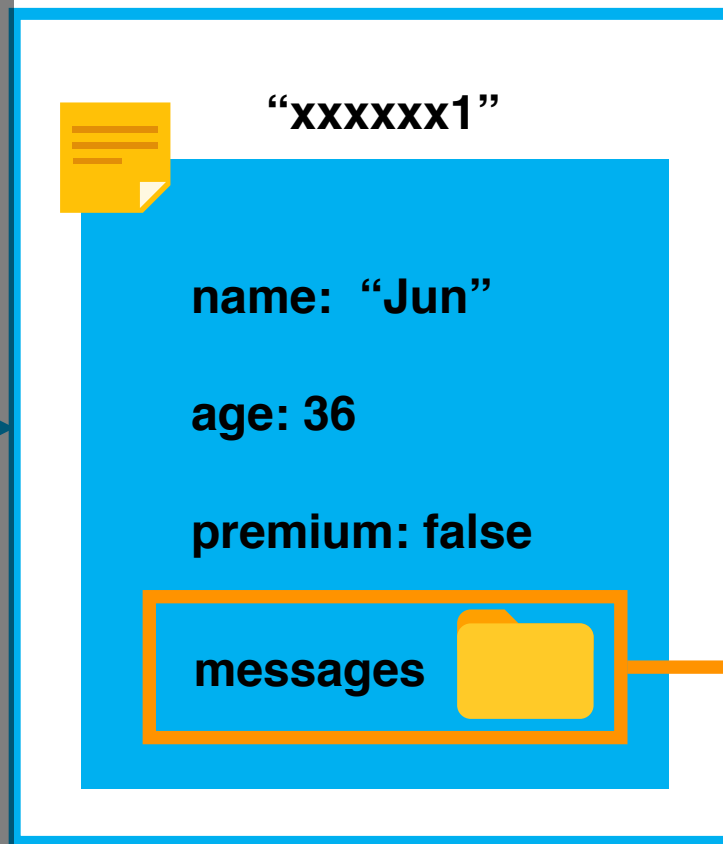 “xxxxxx1”
name:  “Jun”
age: 36
premium: false
messages